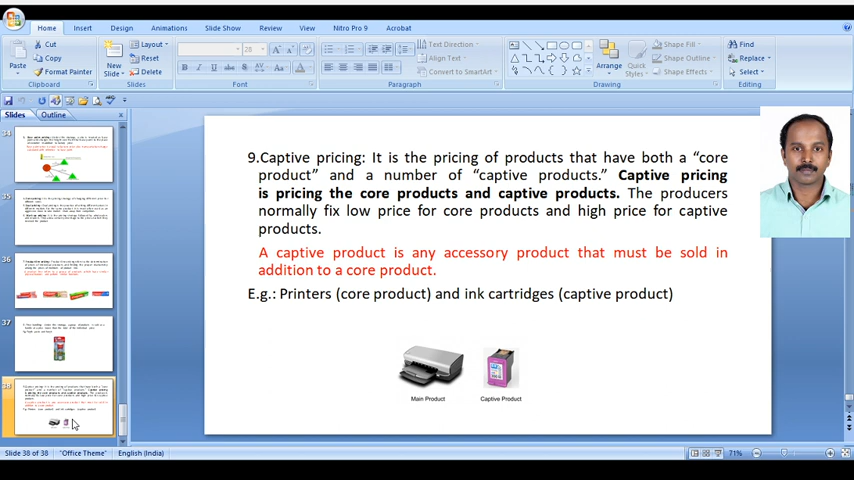 Home Insert Design Animations Slide Show Review View Nitro Pro 9 Acrobat
Cut
Copy
Format Painter
Paste
Clipboard
New
Slide
Layout
Reset
Delete
Slides
28
Font
Paragraph
Text Direction
Align Text
Convert to SmartArt
Arrange
Quick
Styles
Shape Fill
Shape Outline
Shape Effects
Drawing
Find
Replace
Select
Editing
Slides Outline
34
35
36
37
38
9.Captive pricing: It is the pricing of products that have both a “core
product” and a number of “captive products.” Captive pricing
is pricing the core products and captive products. The producers
normally fix low price for core products and high price for captive
products.
A captive product is any accessory product that must be sold in
addition to a core product.
E.g.: Printers (core product) and ink cartridges (captive product)
Main Product
Captive Product
Slide 38 of 38 "Office Theme" English (India) 71%